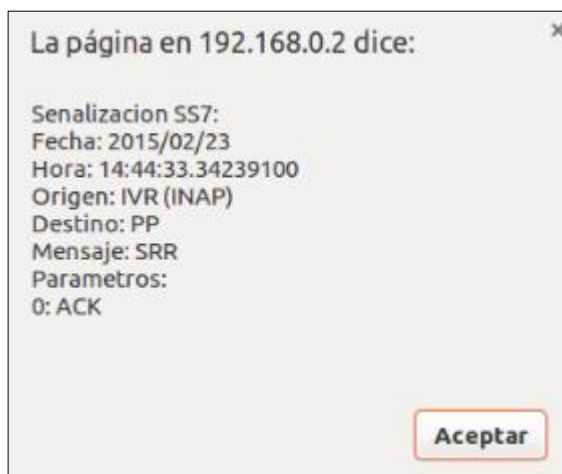 La página en 192.168.0.2 dice:
Senalizacion SS7:
Fecha: 2015/02/23
Hora: 14:44:33.34239100
Origen: IVR (INAP)
Destino: PP
Mensaje: SRR
Parametros:
0: ACK
Aceptar